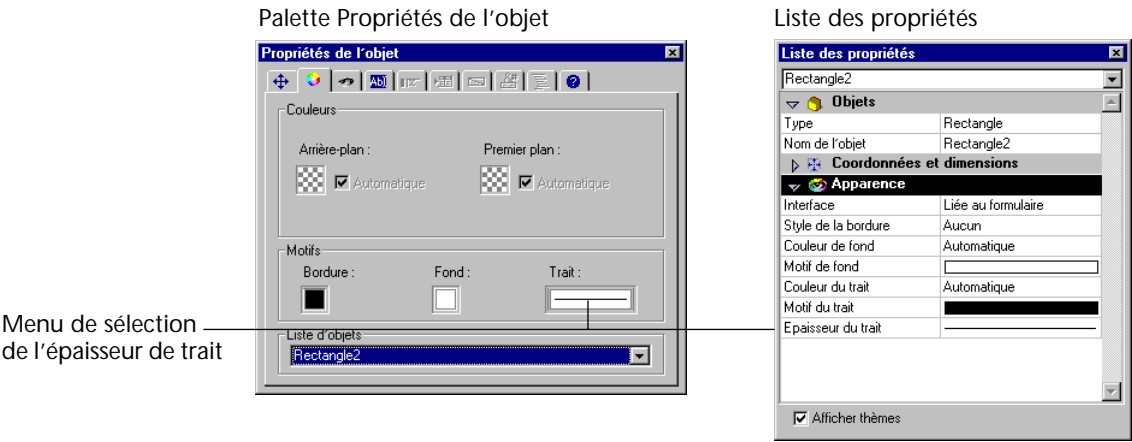 Palette Propriétés de l'objet
Propriétés de l'objet
Ab
?
Couleurs
Arrière-plan :
Premier plan :
Automatique
Automatique
Motifs
Bordure :
Fond :
Trait :
Liste d'objets
Rectangle2
Menu de sélection
de l'épaisseur de trait
Liste des propriétés
Liste des propriétés
Rectangle2
Objets
Type Rectangle
Nom de l'objet Rectangle2
Coordonnées et dimensions
Apparence
Interface Liée au formulaire
Style de la bordure Aucun
Couleur de fond Automatique
Motif de fond
Couleur du trait Automatique
Motif du trait
Epaisseur du trait
Afficher thèmes